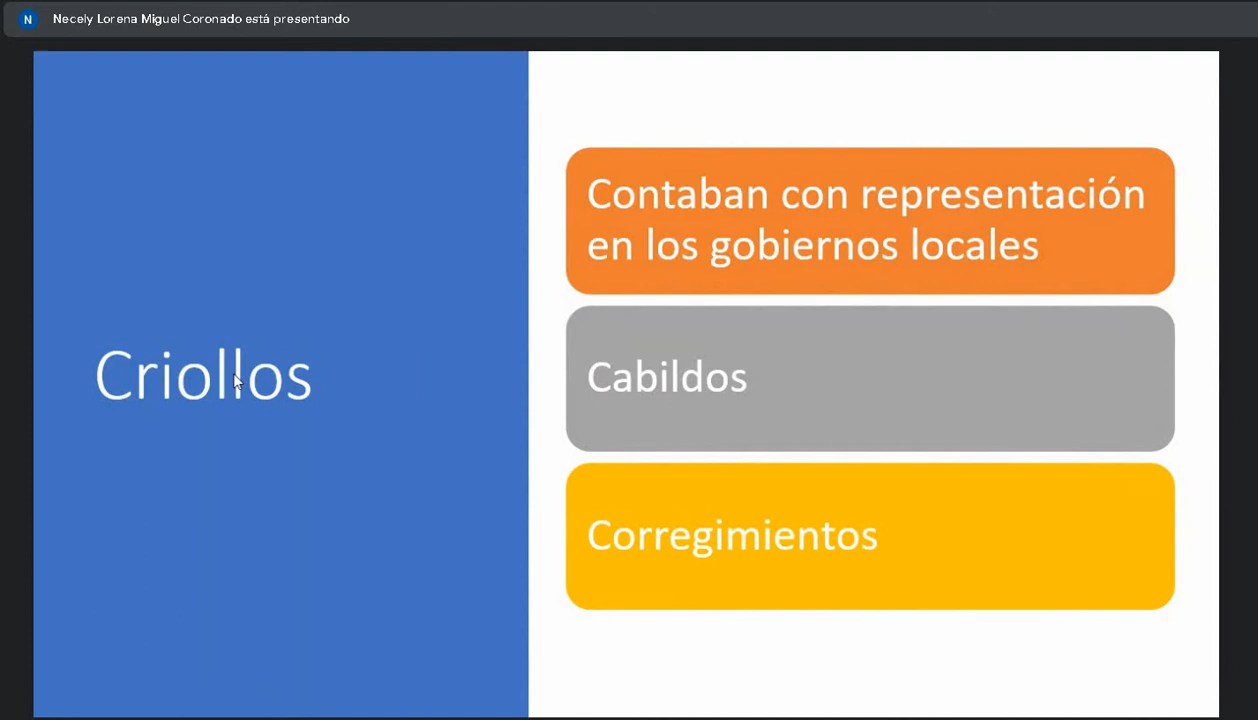 N
Necely Lorena Miguel Coronado está presentando
Criollos
Contaban con representación
en los gobiernos locales
Cabildos
Corregimientos